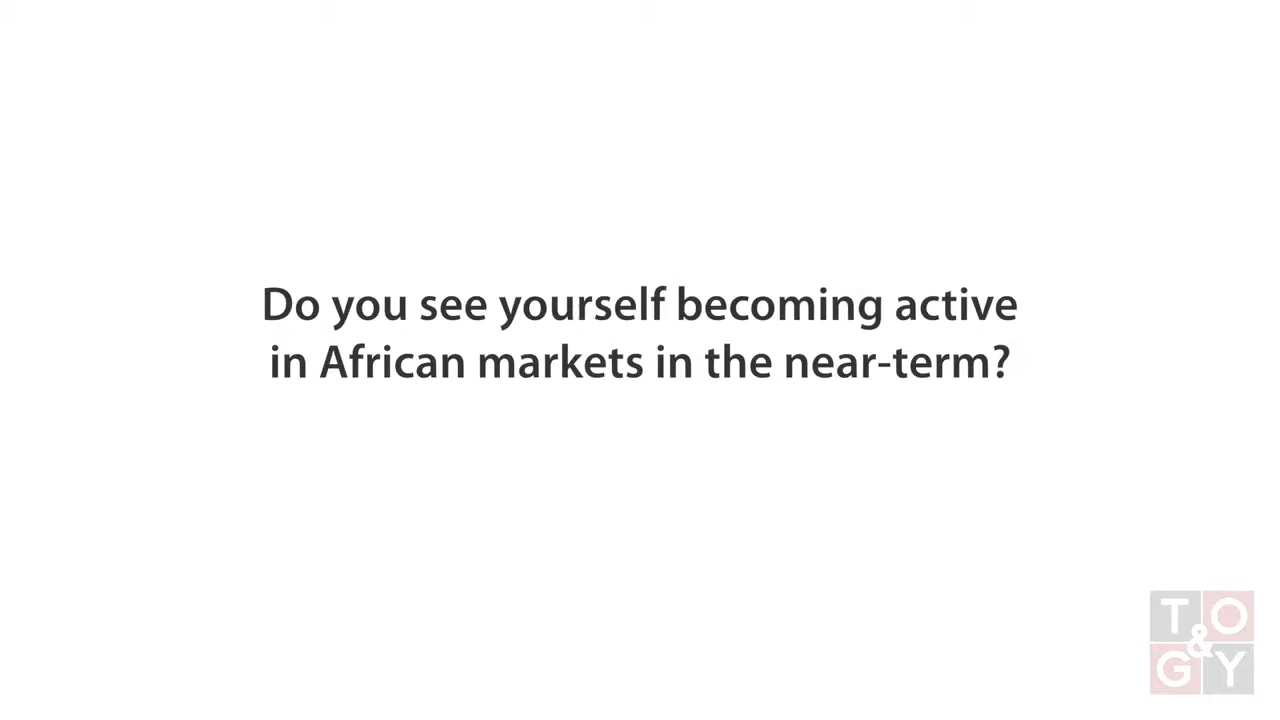 Do you see yourself becoming active
in African markets in the near-term?
TO
&
GY